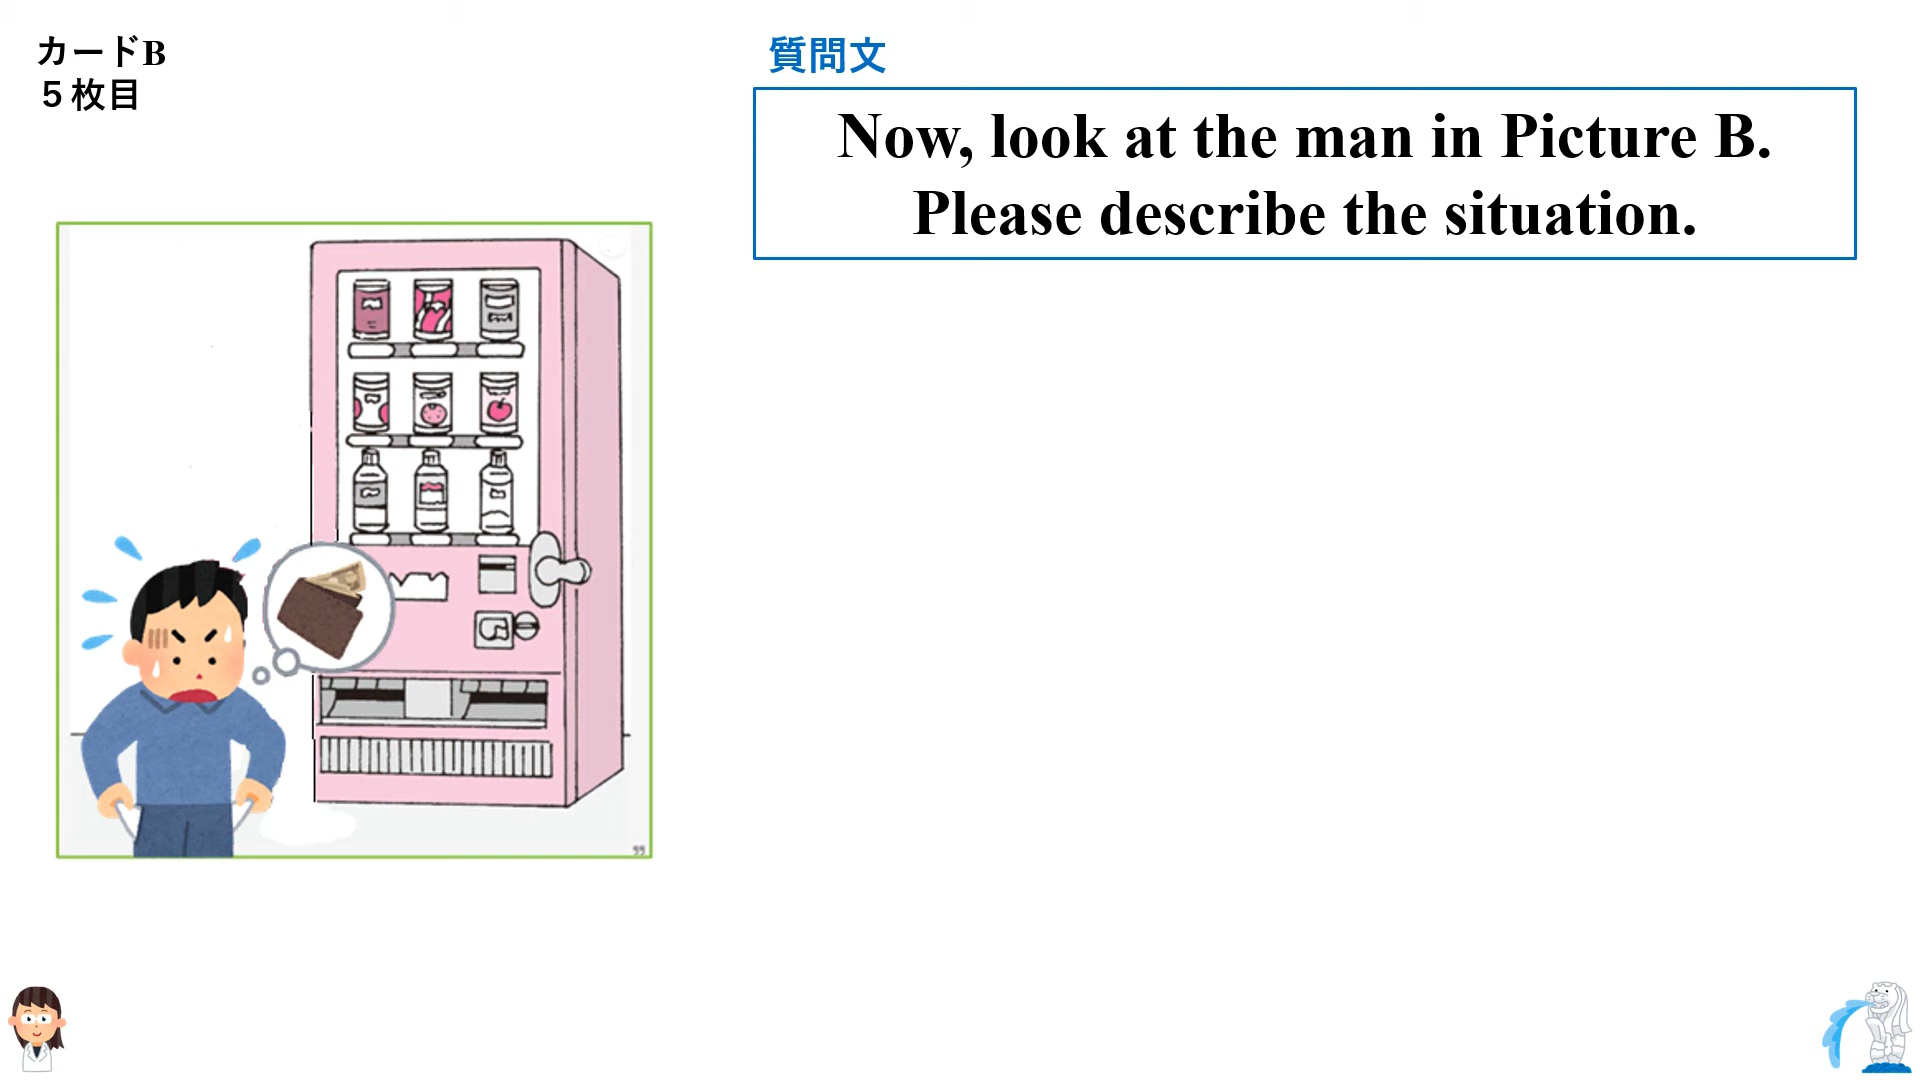 カードB
５枚目
質問文
Now, look at the man in Picture B.
Please describe the situation.